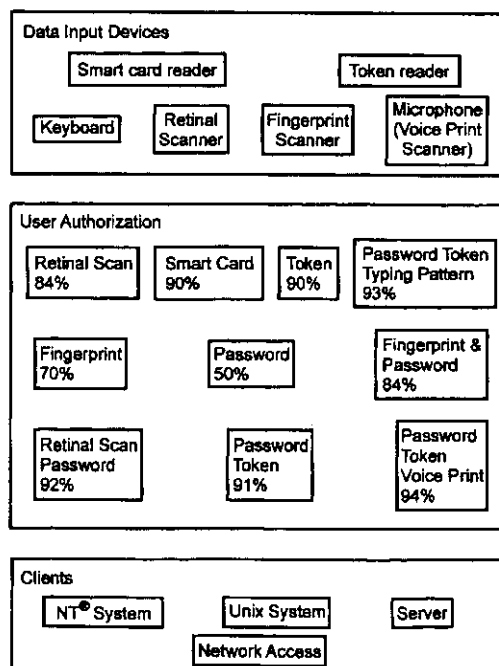 Data Input Devices
Smart card reader
Token reader
Keyboard
Retinal
Scanner
Fingerprint
Scanner
Microphone
(Voice Print
Scanner)
User Authorization
Retinal Scan
84%
Smart Card
90%
Token
90%
Password Token
Typing Pattern
93%
Fingerprint
70%
Password
50%
Fingerprint &
Password
84%
Retinal Scan
Password
92%
Password
Token
91%
Password
Token
Voice Print
94%
Clients
NT® System
Unix System
Server
Network Access